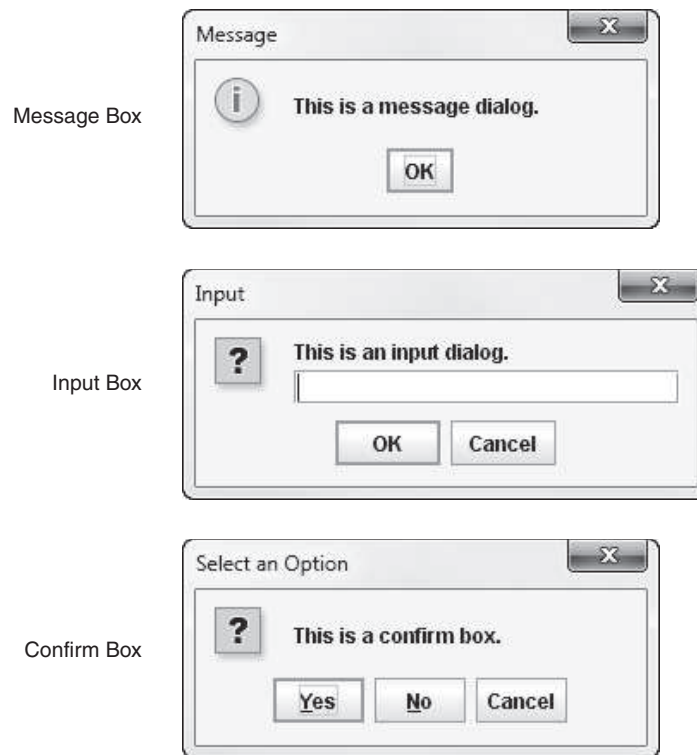 Message
Message Box
i
This is a message dialog.
OK
Input
Input Box
?
This is an input dialog.
OK Cancel
Select an Option
Confirm Box
?
This is a confirm box.
Yes No Cancel